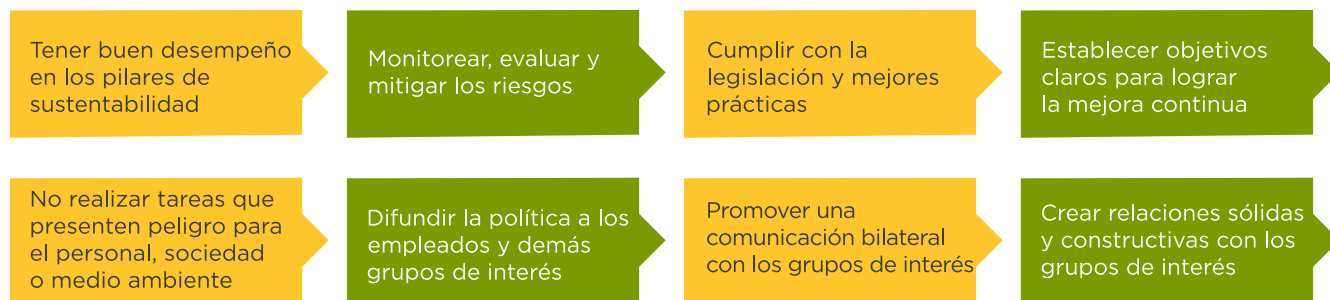 Tener buen desempeño
en los pilares de
sustentabilidad
Monitorear, evaluar y
mitigar los riesgos
Cumplir con la
legislación y mejores
prácticas
Establecer objetivos
claros para lograr
la mejora continua
No realizar tareas que
presenten peligro para
el personal, sociedad
o medio ambiente
Difundir la política a los
empleados y demás
grupos de interés
Promover una
comunicación bilateral
con los grupos de interés
Crear relaciones sólidas
y constructivas con los
grupos de interés